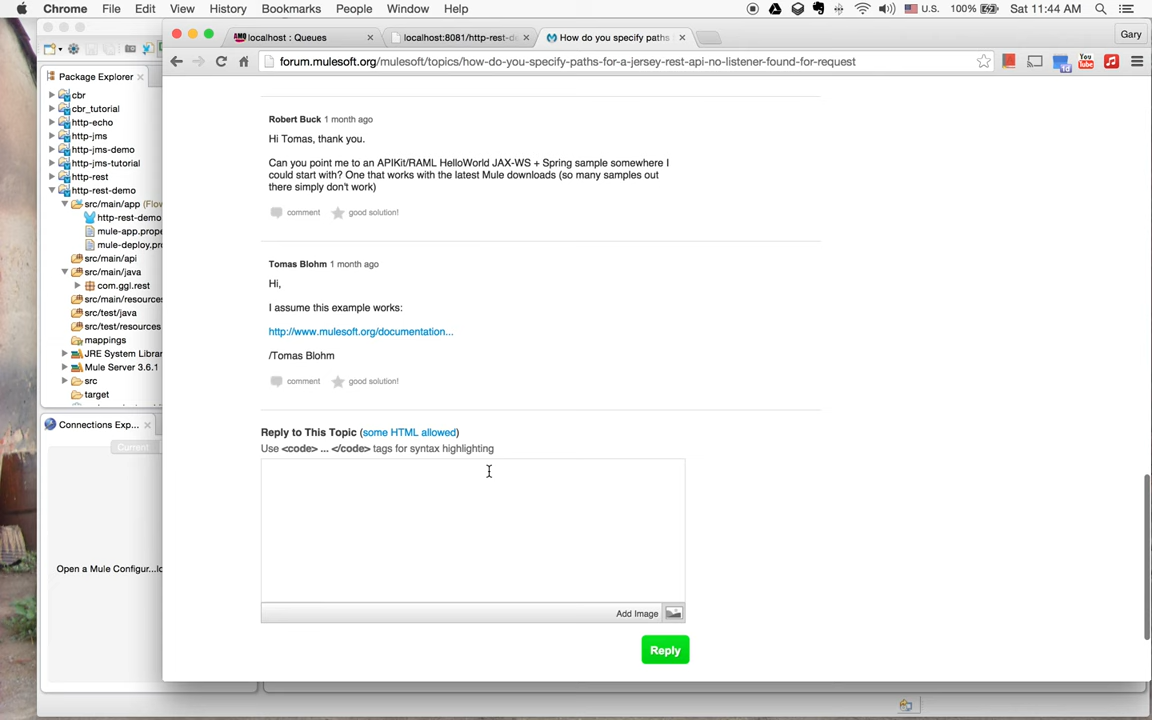 Chrome File Edit View History Bookmarks People Window Help U.S. 100% Sat 11:44 AM
localhost : Queues localhost:8081/http-rest-d How do you specify paths Gary
forum.mulesoft.org/mulesoft/topics/how-do-you-specify-paths-for-a-jersey-rest-api-no-listener-found-for-request
Package Explorer
cbr
cbr_tutorial
http-echo
http-jms
http-jms-demo
http-jms-tutorial
http-rest
http-rest-demo
src/main/app (Flow
http-rest-demo
mule-app.prope
mule-deploy.pro
src/main/api
src/main/java
com.ggl.rest
src/main/resources
src/test/java
src/test/resources
mappings
JRE System Librar
Mule Server 3.6.1
src
target
Connections Exp...
Current
Open a Mule Configur...lo
Robert Buck 1 month ago
Hi Tomas, thank you.
Can you point me to an APIKit/RAML HelloWorld JAX-WS + Spring sample somewhere I
could start with? One that works with the latest Mule downloads (so many samples out
there simply don't work)
comment good solution!
Tomas Blohm 1 month ago
Hi,
I assume this example works:
http://www.mulesoft.org/documentation...
/Tomas Blohm
comment good solution!
Reply to This Topic (some HTML allowed)
Use <code> ... </code> tags for syntax highlighting
Add Image
Reply